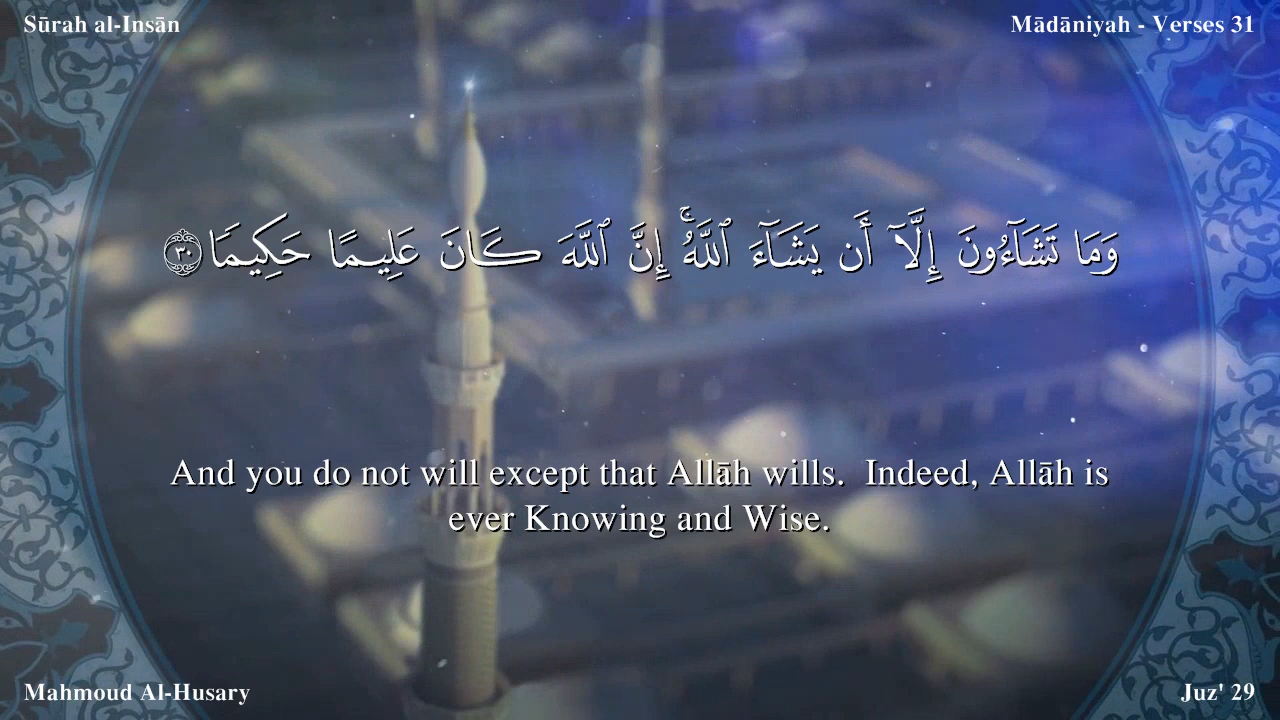 Sūrah al-Insān
Mādāniyah - Verses 31
وَمَا تَشَآءُونَ إِلَّآ أَن يَشَآءَ ٱللَّهُۚ إِنَّ ٱللَّهَ كَانَ عَلِيمًا حَكِيمٗا ٣٠
And you do not will except that Allāh wills. Indeed, Allāh is
ever Knowing and Wise.
Mahmoud Al-Husary
Juz' 29